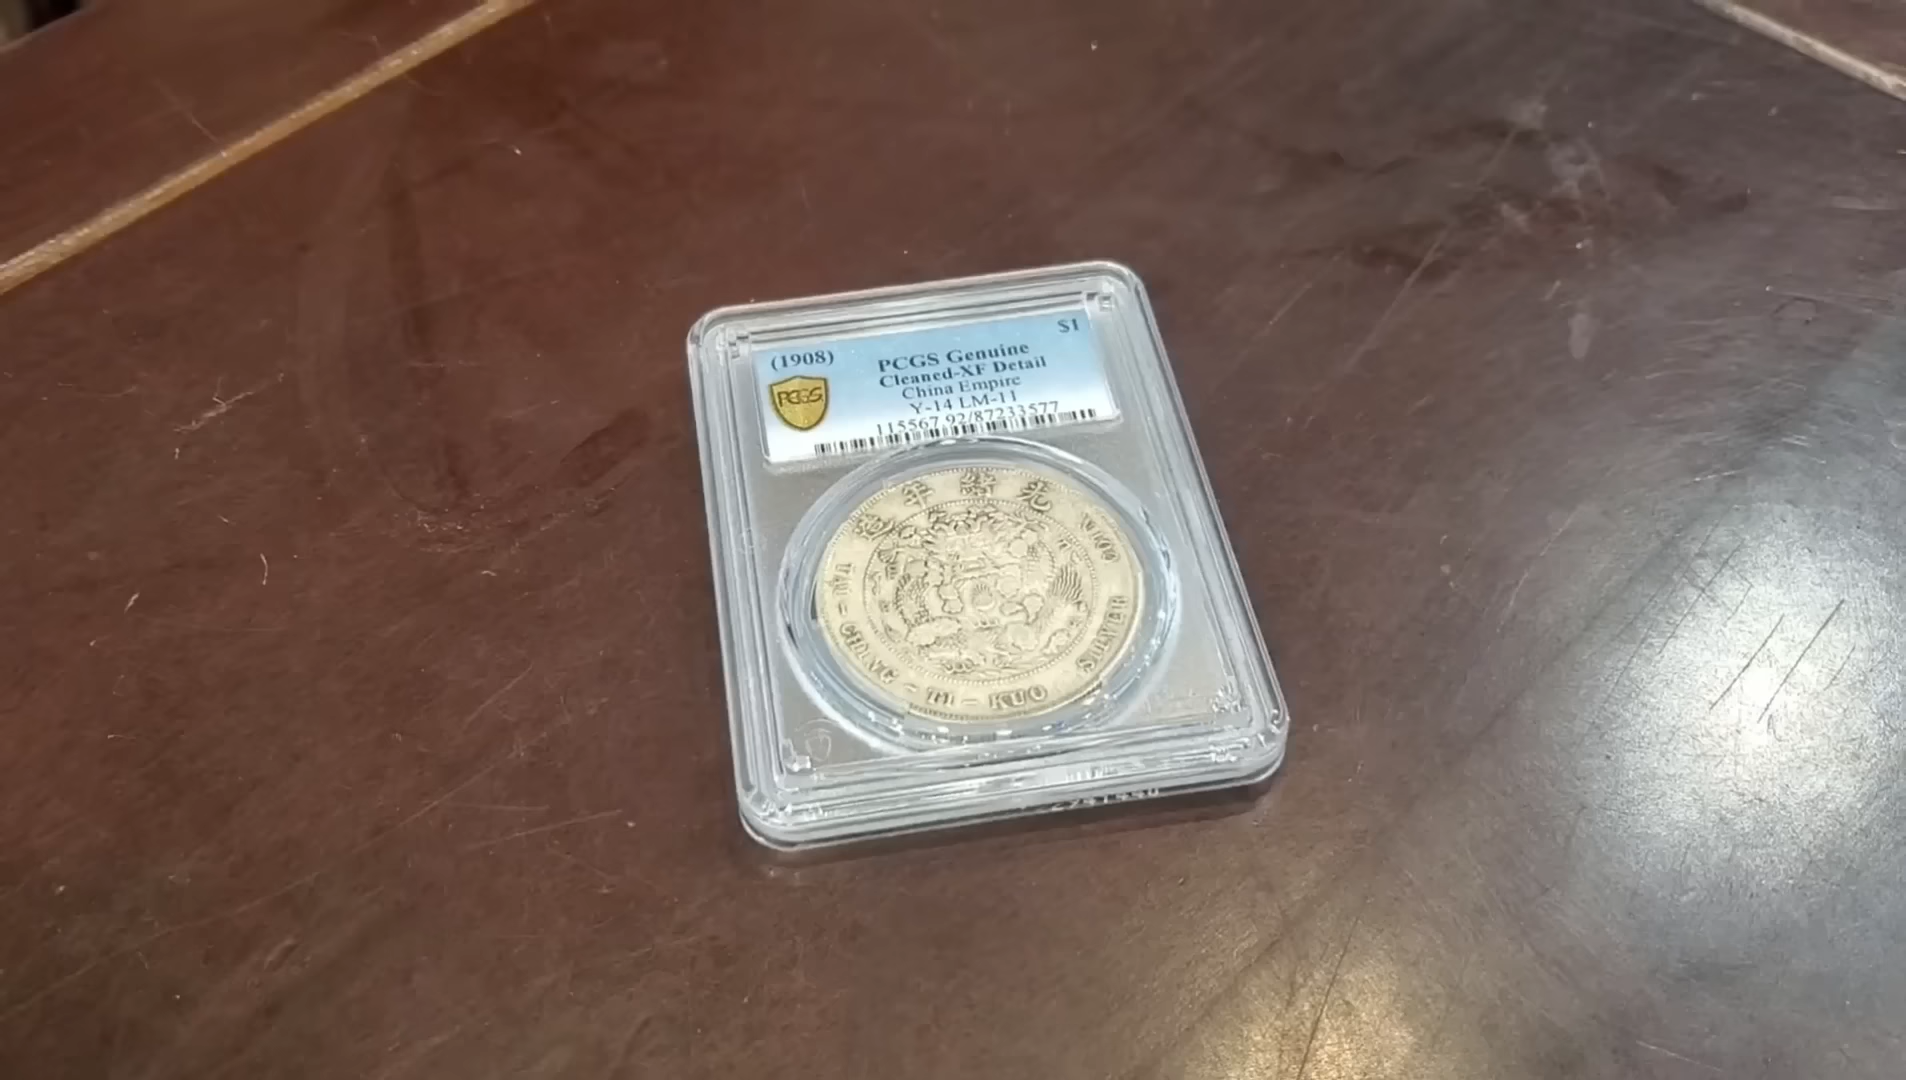 (1908)
$1
PCGS Genuine
Cleaned-XF Detail
China Empire
Y-14 LM-11
115567.92/87233577
PCGS
造年緒光
TAI-CHING-TI-KUO SILVER COIN